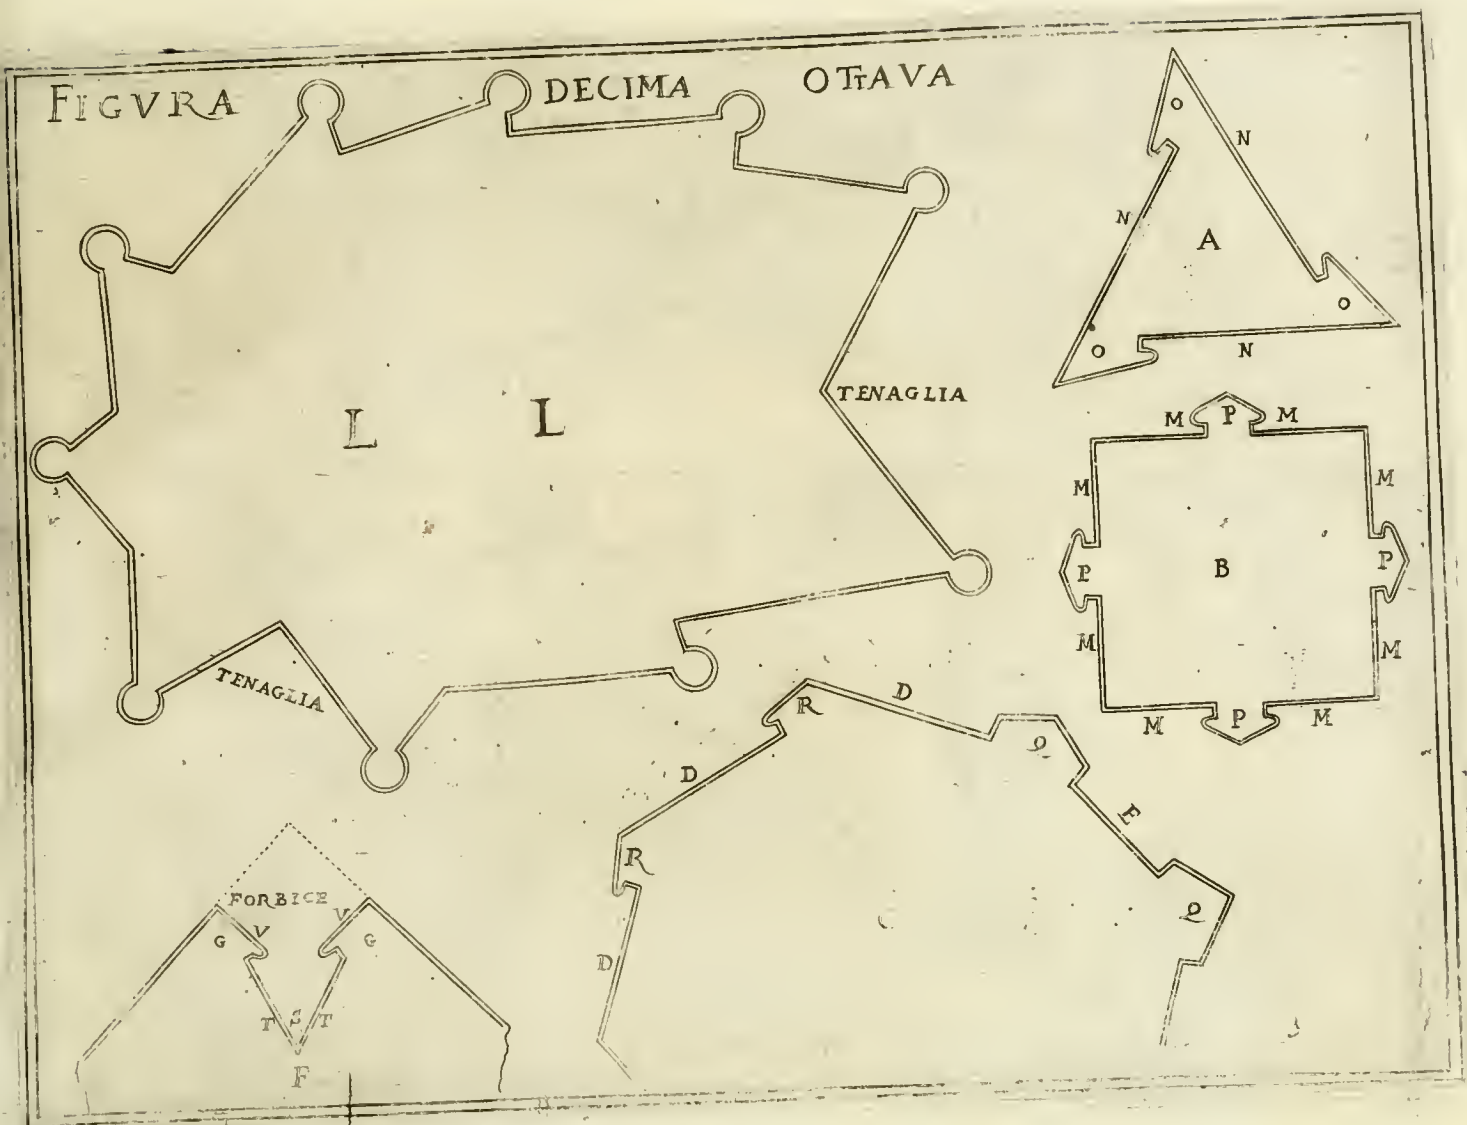 FIGVRA DECIMA OTTAVA
O
N
N
A
O
O
N
TENAGLIA
L L
M P M
M M
P B P
M M
M P M
TENAGLIA
R D
Q
D
E
R
FORBICE
V V
G G
Q
D
T S T
F